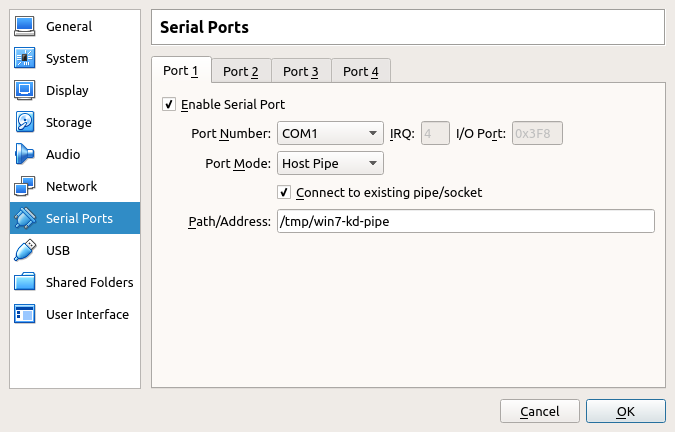 General
System
Display
Storage
Audio
Network
Serial Ports
USB
Shared Folders
User Interface
Serial Ports
Port 1 Port 2 Port 3 Port 4
Enable Serial Port
Port Number: COM1 IRQ: 4 I/O Port: 0x3F8
Port Mode: Host Pipe
Connect to existing pipe/socket
Path/Address: /tmp/win7-kd-pipe
Cancel OK